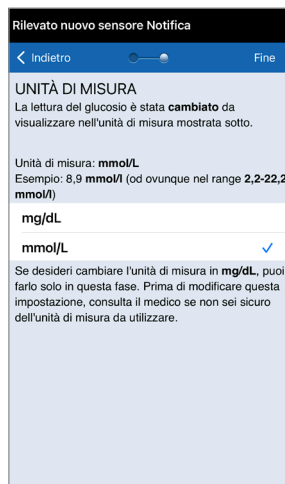 Rilevato nuovo sensore Notifica
Indietro
Fine
UNITÀ DI MISURA
La lettura del glucosio è stata cambiato da
visualizzare nell'unità di misura mostrata sotto.
Unità di misura: mmol/L
Esempio: 8,9 mmol/l (od ovunque nel range 2,2-22,2
mmol/l)
mg/dL
mmol/L
Se desideri cambiare l'unità di misura in mg/dL, puoi
farlo solo in questa fase. Prima di modificare questa
impostazione, consulta il medico se non sei sicuro
dell'unità di misura da utilizzare.